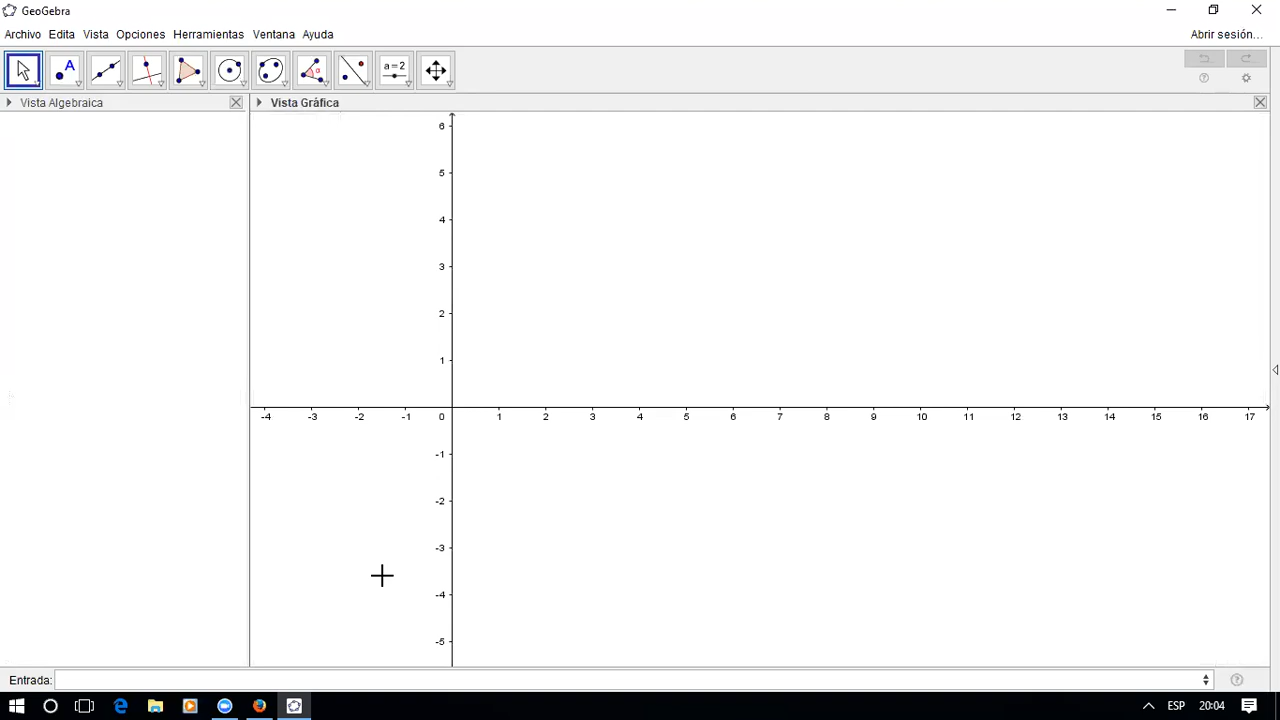 GeoGebra
Archivo Edita Vista Opciones Herramientas Ventana Ayuda Abrir sesión...
A α a=2
Vista Algebraica Vista Gráfica
6
5
4
3
2
1
-4 -3 -2 -1 0 1 2 3 4 5 6 7 8 9 10 11 12 13 14 15 16 17
-1
-2
-3
-4
-5
Entrada:
ESP 20:04